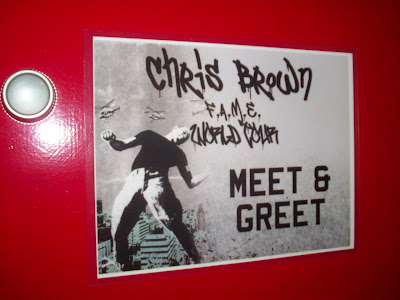 Chris Brown
F.A.M.E.
World Tour
MEET &
GREET